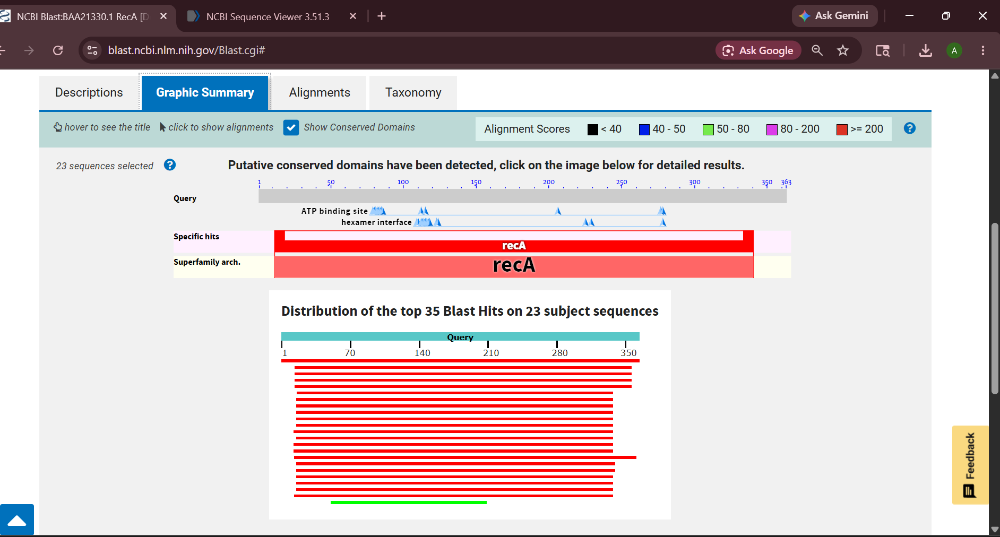 NCBI Blast:BAA21330.1 RecA [D
NCBI Sequence Viewer 3.51.3
Ask Gemini
blast.ncbi.nlm.nih.gov/Blast.cgi#
Ask Google
A
Descriptions
Graphic Summary
Alignments
Taxonomy
hover to see the title
click to show alignments
Show Conserved Domains
Alignment Scores
< 40
40 - 50
50 - 80
80 - 200
>= 200
?
23 sequences selected
?
Putative conserved domains have been detected, click on the image below for detailed results.
1 50 100 150 200 250 300 350 363
Query
ATP binding site
hexamer interface
Specific hits
recA
Superfamily arch.
recA
Distribution of the top 35 Blast Hits on 23 subject sequences
Query
1 70 140 210 280 350
Feedback